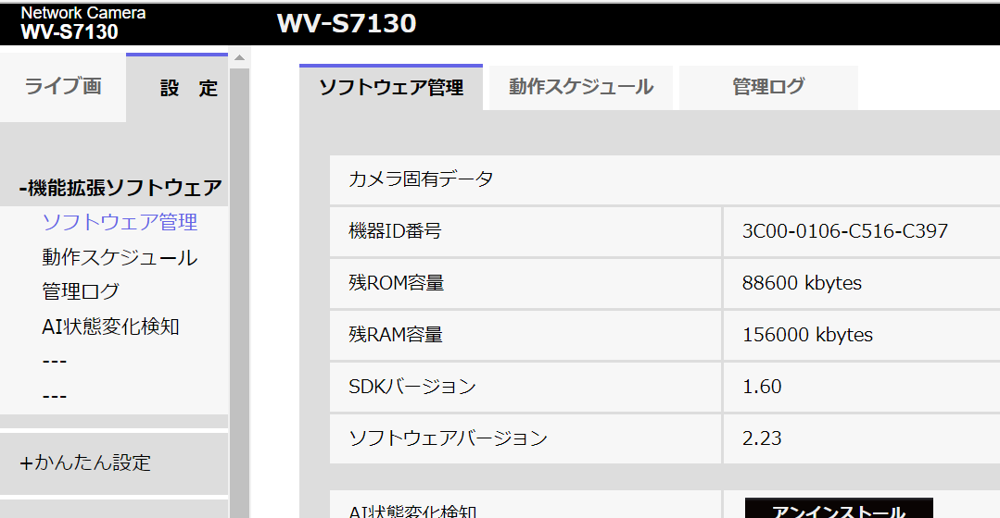 Network Camera
WV-S7130
WV-S7130
ライブ画
設 定
ソフトウェア管理
動作スケジュール
管理ログ
-機能拡張ソフトウェア
ソフトウェア管理
動作スケジュール
管理ログ
AI状態変化検知
---
---
+かんたん設定
カメラ固有データ
機器ID番号 3C00-0106-C516-C397
残ROM容量 88600 kbytes
残RAM容量 156000 kbytes
SDKバージョン 1.60
ソフトウェアバージョン 2.23
AI状態変化検知 アンインストール